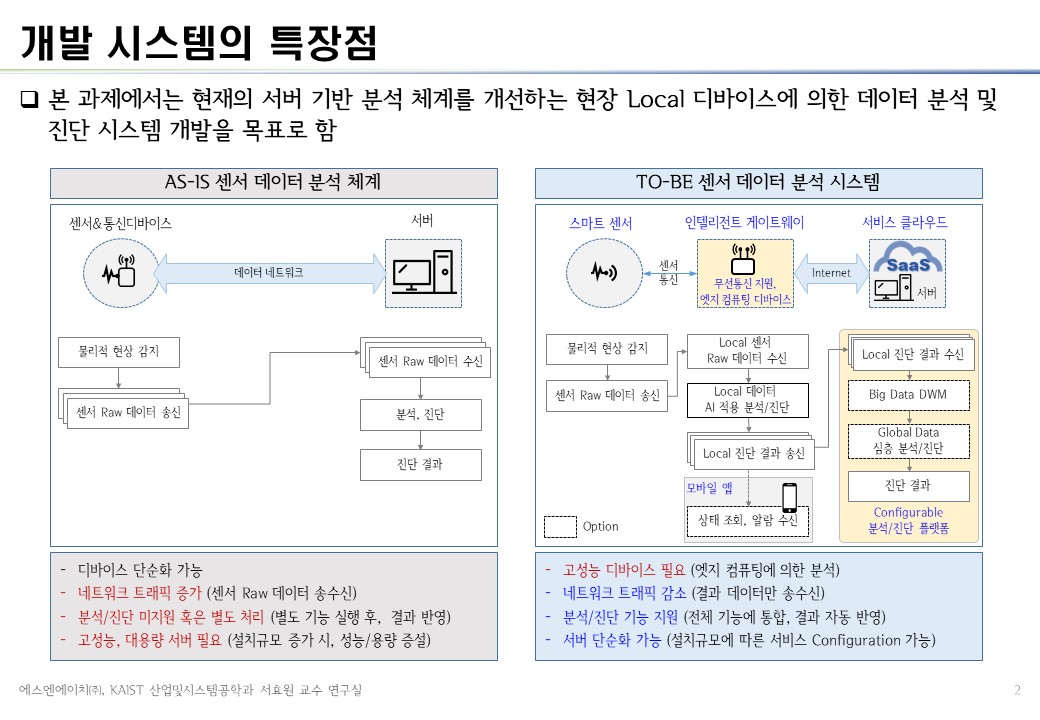 개발 시스템의 특장점
❑ 본 과제에서는 현재의 서버 기반 분석 체계를 개선하는 현장 Local 디바이스에 의한 데이터 분석 및
진단 시스템 개발을 목표로 함
AS-IS 센서 데이터 분석 체계
센서&통신디바이스
서버
데이터 네트워크
물리적 현상 감지
센서 Raw 데이터 송신
센서 Raw 데이터 수신
분석, 진단
진단 결과
- 디바이스 단순화 가능
- 네트워크 트래픽 증가 (센서 Raw 데이터 송수신)
- 분석/진단 미지원 혹은 별도 처리 (별도 기능 실행 후, 결과 반영)
- 고성능, 대용량 서버 필요 (설치규모 증가 시, 성능/용량 증설)
TO-BE 센서 데이터 분석 시스템
스마트 센서
인텔리전트 게이트웨이
서비스 클라우드
센서
통신
무선통신 지원,
엣지 컴퓨팅 디바이스
Internet
SaaS
서버
물리적 현상 감지
센서 Raw 데이터 송신
Local 센서
Raw 데이터 수신
Local 데이터
AI 적용 분석/진단
Local 진단 결과 송신
모바일 앱
상태 조회, 알람 수신
Option
Local 진단 결과 수신
Big Data DWM
Global Data
심층 분석/진단
진단 결과
Configurable
분석/진단 플랫폼
- 고성능 디바이스 필요 (엣지 컴퓨팅에 의한 분석)
- 네트워크 트래픽 감소 (결과 데이터만 송수신)
- 분석/진단 기능 지원 (전체 기능에 통합, 결과 자동 반영)
- 서버 단순화 가능 (설치규모에 따른 서비스 Configuration 가능)
에스엔에이치㈜, KAIST 산업및시스템공학과 서효원 교수 연구실
2